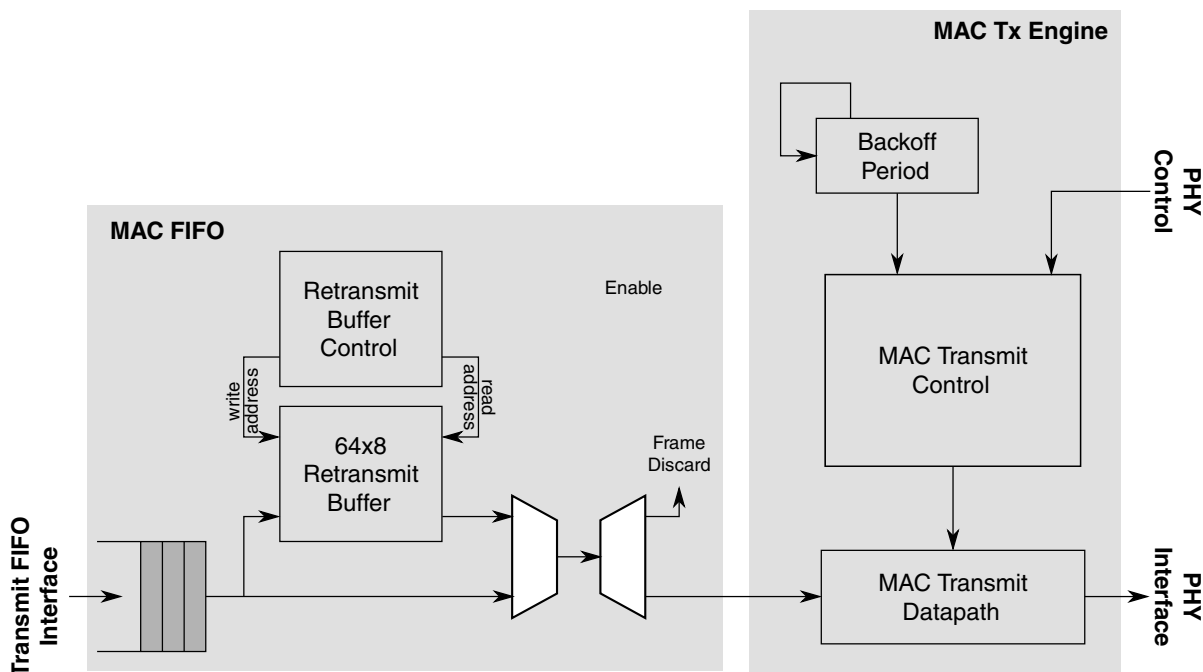 MAC Tx Engine
Backoff
Period
PHY
Control
MAC FIFO
Retransmit
Buffer
Control
Enable
MAC Transmit
Control
write
address
read
address
64x8
Retransmit
Buffer
Frame
Discard
Transmit FIFO
Interface
MAC Transmit
Datapath
PHY
Interface